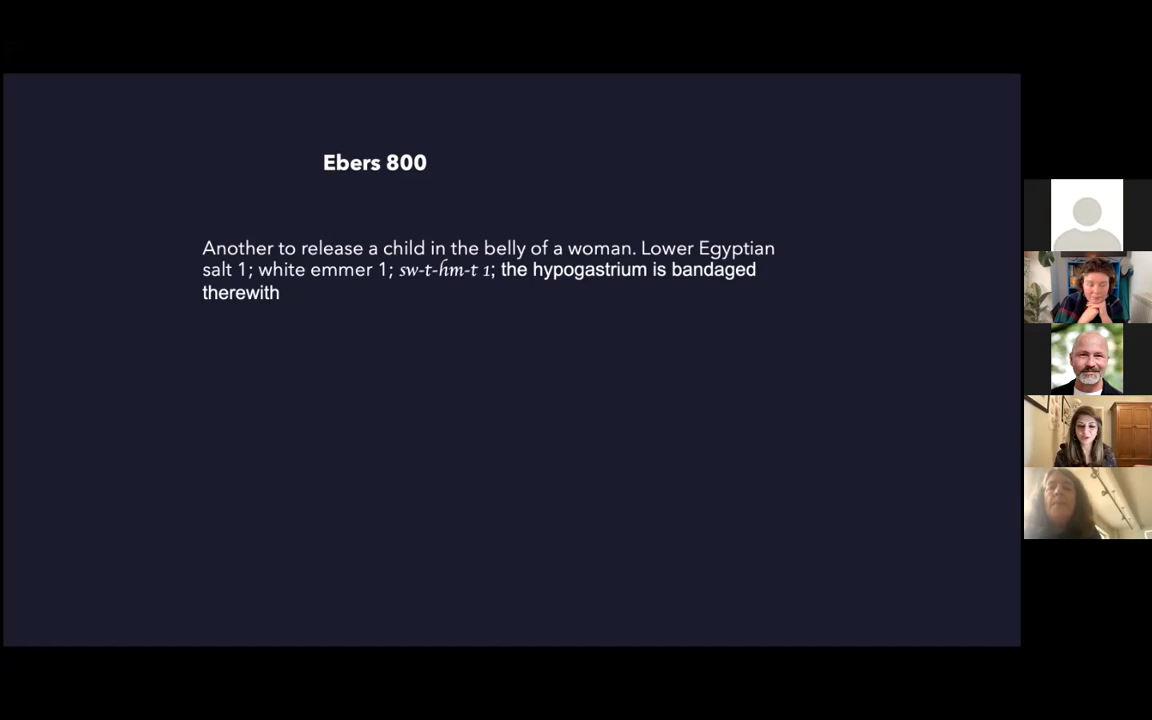 Ebers 800
Another to release a child in the belly of a woman. Lower Egyptian
salt 1; white emmer 1; sw-t-ḥm-t 1; the hypogastrium is bandaged
therewith